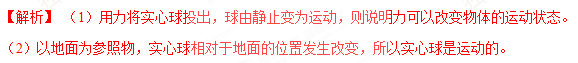 【解析】（1）用力将实心球投出，球由静止变为运动，则说明力可以改变物体的运动状态。
（2）以地面为参照物，实心球相对于地面的位置发生改变，所以实心球是运动的。